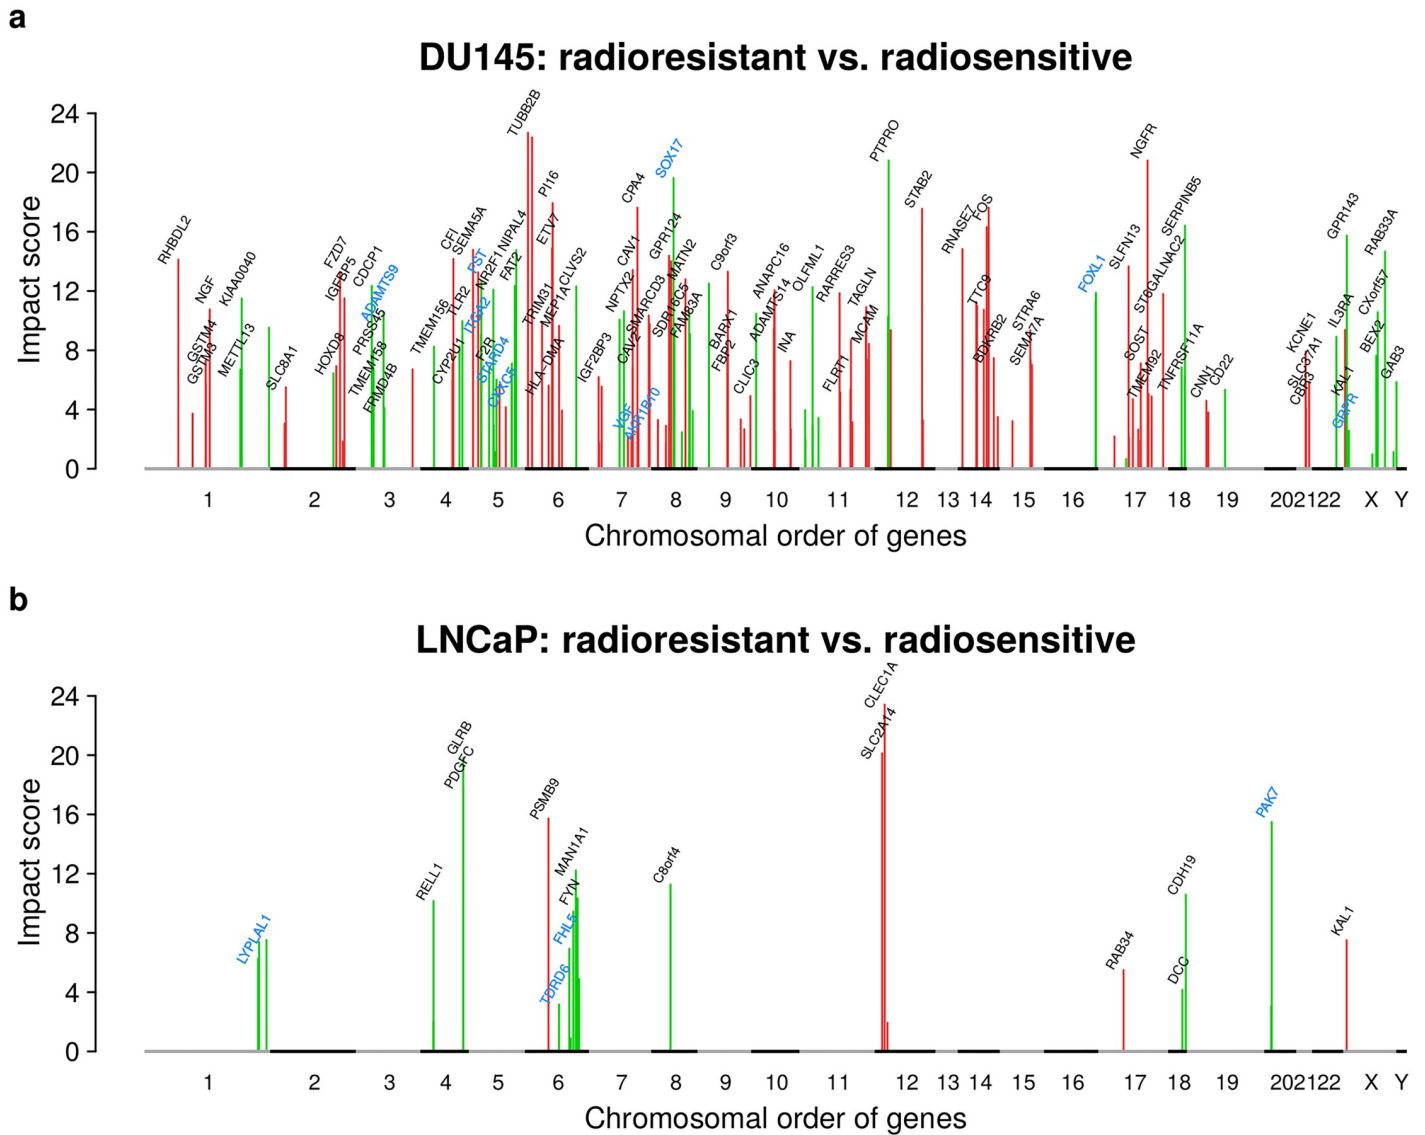 a
DU145: radioresistant vs. radiosensitive
Impact score
24
20
16
12
8
4
0
RHBDL2
GSTM4
GSTM3
NGF
METTL13
KIAA0040
SLC8A1
HOXD8
FZD7
IGFBP5
CDCP1
ADAMTS9
PRSS45
TMEM158
FRMD4B
TMEM156
CYP2U1
CFI
TLR2
SEMA5A
FST
ITGA2
F2R
STARD4
NR2F1
CXXC5
FAT2
NIPAL4
TUBB2B
TRIM31
HLA-DMA
PI16
ETV7
MEP1A
CLVS2
IGF2BP3
NPTX2
VGF
CAV2
CAV1
AKR1B10
CPA4
SMARCD3
SOX17
GPR124
SDR16C5
MATN2
FAM83A
C9orf3
FBP2
BARX1
CLIC3
ADAMTS14
ANAPC16
INA
OLFML1
RARRES3
FLRT1
MCAM
TAGLN
PTPRO
STAB2
RNASE7
TTC9
FOS
BDKRB2
SEMA7A
STRA6
FOXL1
SLFN13
SOST
TMEM92
NGFR
ST6GALNAC2
TNFRSF11A
SERPINB5
CNN1
CD22
KCNE1
SLC37A1
CBR3
GPR143
IL3RA
KAL1
GRPR
RAB33A
CXorf57
BEX2
GAB3
1 2 3 4 5 6 7 8 9 10 11 12 13 14 15 16 17 18 19 202122 X Y
Chromosomal order of genes
b
LNCaP: radioresistant vs. radiosensitive
Impact score
24
20
16
12
8
4
0
LYPLAL1
RELL1
GLRB
PDGFC
PSMB9
TDRD6
FHL5
FYN
MAN1A1
C8orf4
CLEC1A
SLC2A14
RAB34
DCC
CDH19
PAK7
KAL1
1 2 3 4 5 6 7 8 9 10 11 12 13 14 15 16 17 18 19 202122 X Y
Chromosomal order of genes